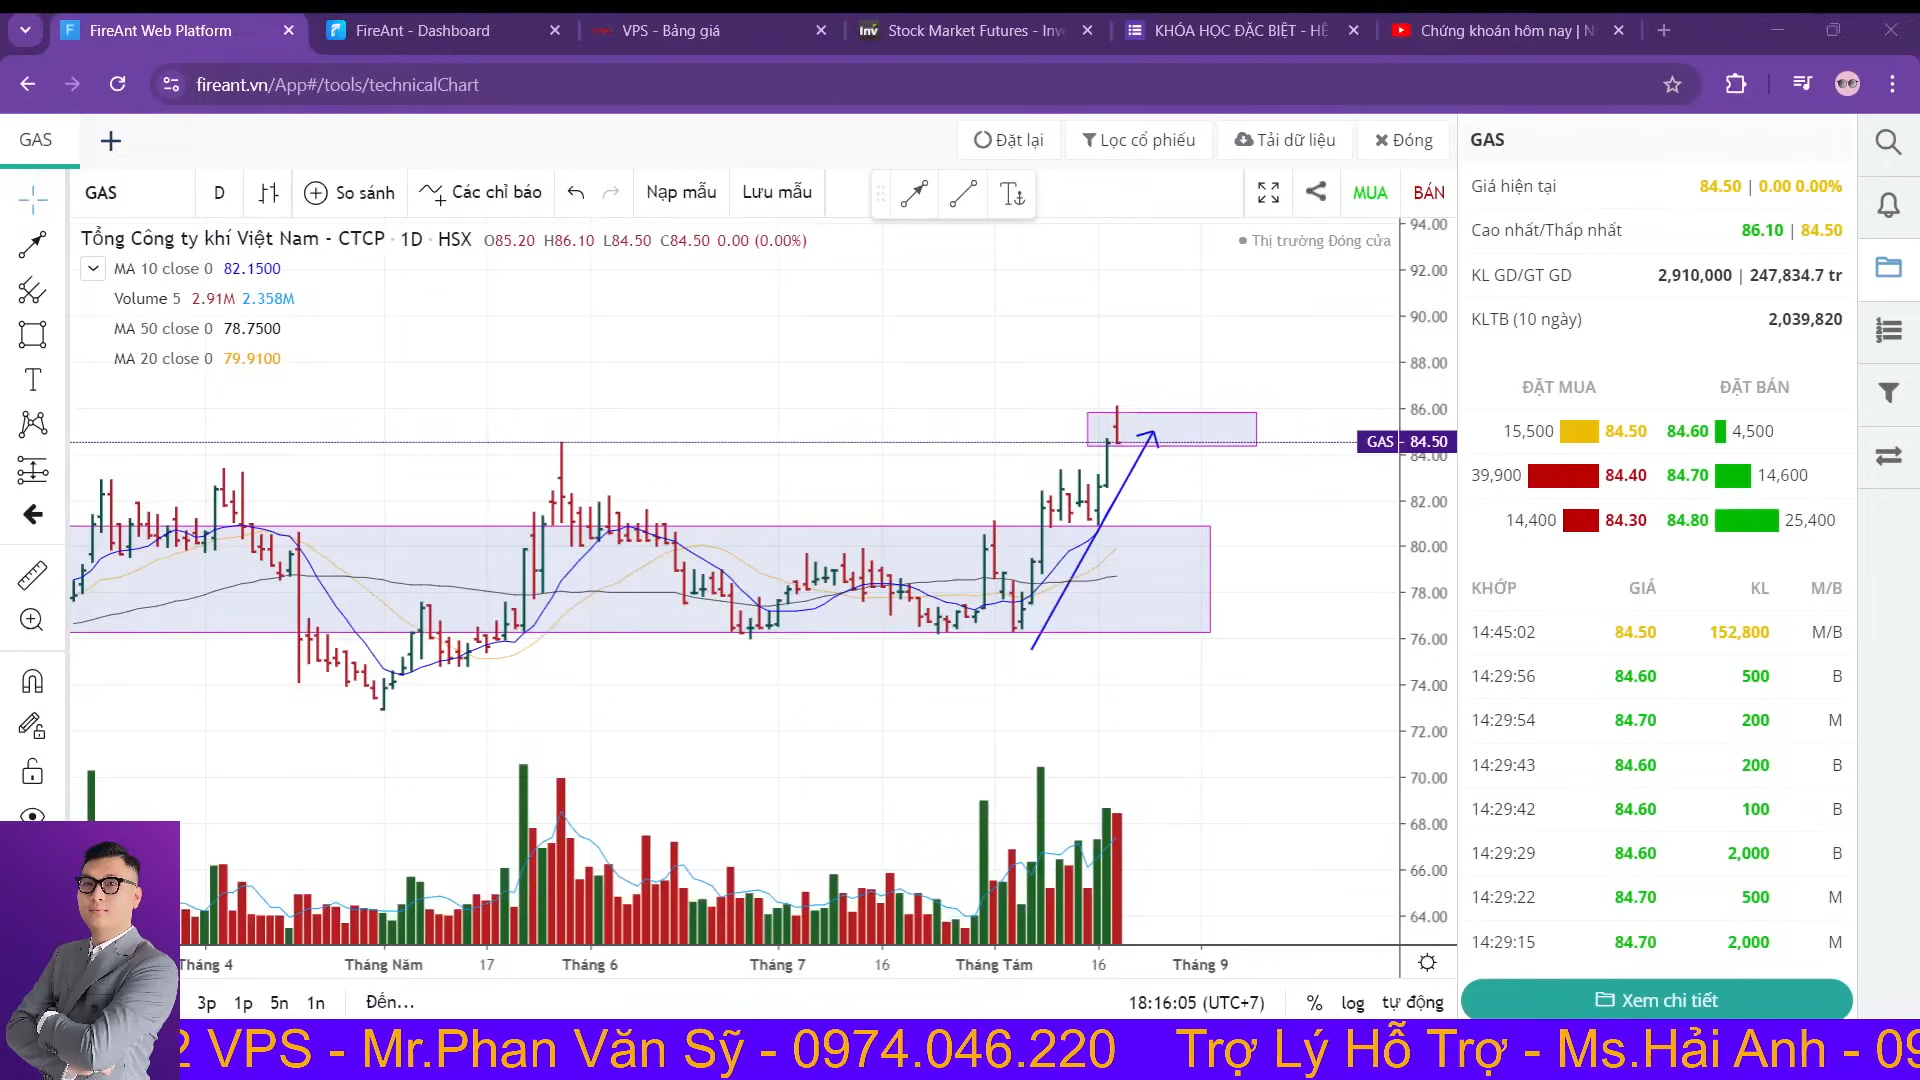 FireAnt Web Platform
FireAnt - Dashboard
VPS - Bảng giá
Inv
Stock Market Futures - Inve
KHÓA HỌC ĐẶC BIỆT - HỆ
Chứng khoán hôm nay | N
fireant.vn/App#/tools/technicalChart
GAS
Đặt lại
Lọc cổ phiếu
Tải dữ liệu
Đóng
GAS
D
So sánh
Các chỉ báo
Nạp mẫu
Lưu mẫu
MUA
BÁN
Tổng Công ty khí Việt Nam - CTCP · 1D · HSX O85.20 H86.10 L84.50 C84.50 0.00 (0.00%)
Thị trường Đóng cửa
MA 10 close 0 82.1500
Volume 5 2.91M 2.358M
MA 50 close 0 78.7500
MA 20 close 0 79.9100
94.00
92.00
90.00
88.00
86.00
GAS 84.50
84.00
82.00
80.00
78.00
76.00
74.00
72.00
70.00
68.00
66.00
64.00
Tháng 4
Tháng Năm
17
Tháng 6
Tháng 7
16
Tháng Tám
16
Tháng 9
3p 1p 5n 1n
Đến...
18:16:05 (UTC+7)
% log tự động
GAS
Giá hiện tại 84.50 | 0.00 0.00%
Cao nhất/Thấp nhất 86.10 | 84.50
KL GD/GT GD 2,910,000 | 247,834.7 tr
KLTB (10 ngày) 2,039,820
ĐẶT MUA ĐẶT BÁN
15,500 84.50 84.60 4,500
39,900 84.40 84.70 14,600
14,400 84.30 84.80 25,400
KHỚP GIÁ KL M/B
14:45:02 84.50 152,800 M/B
14:29:56 84.60 500 B
14:29:54 84.70 200 M
14:29:43 84.60 200 B
14:29:42 84.60 100 B
14:29:29 84.60 2,000 B
14:29:22 84.70 500 M
14:29:15 84.70 2,000 M
Xem chi tiết
2 VPS - Mr.Phan Văn Sỹ - 0974.046.220 Trợ Lý Hỗ Trợ - Ms.Hải Anh - 09